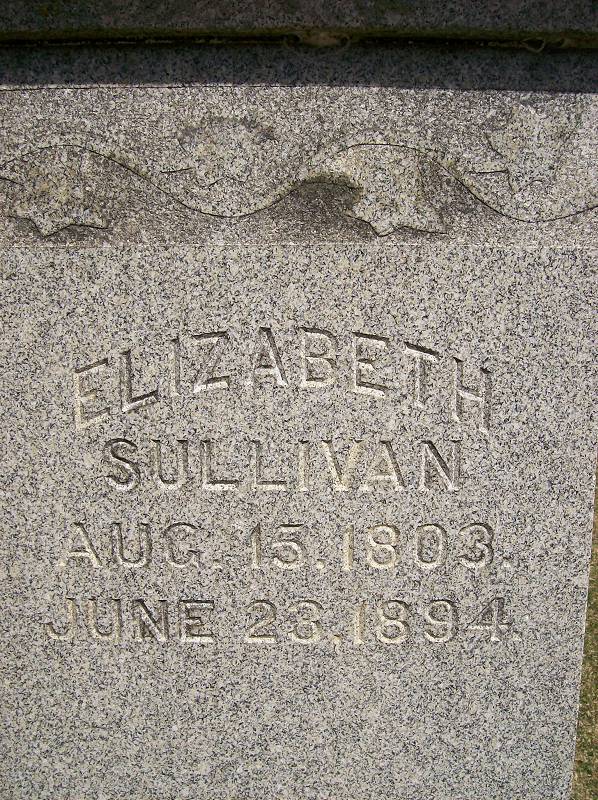 ELIZABETH
SULLIVAN
AUG. 15, 1803.
JUNE 23, 1894.